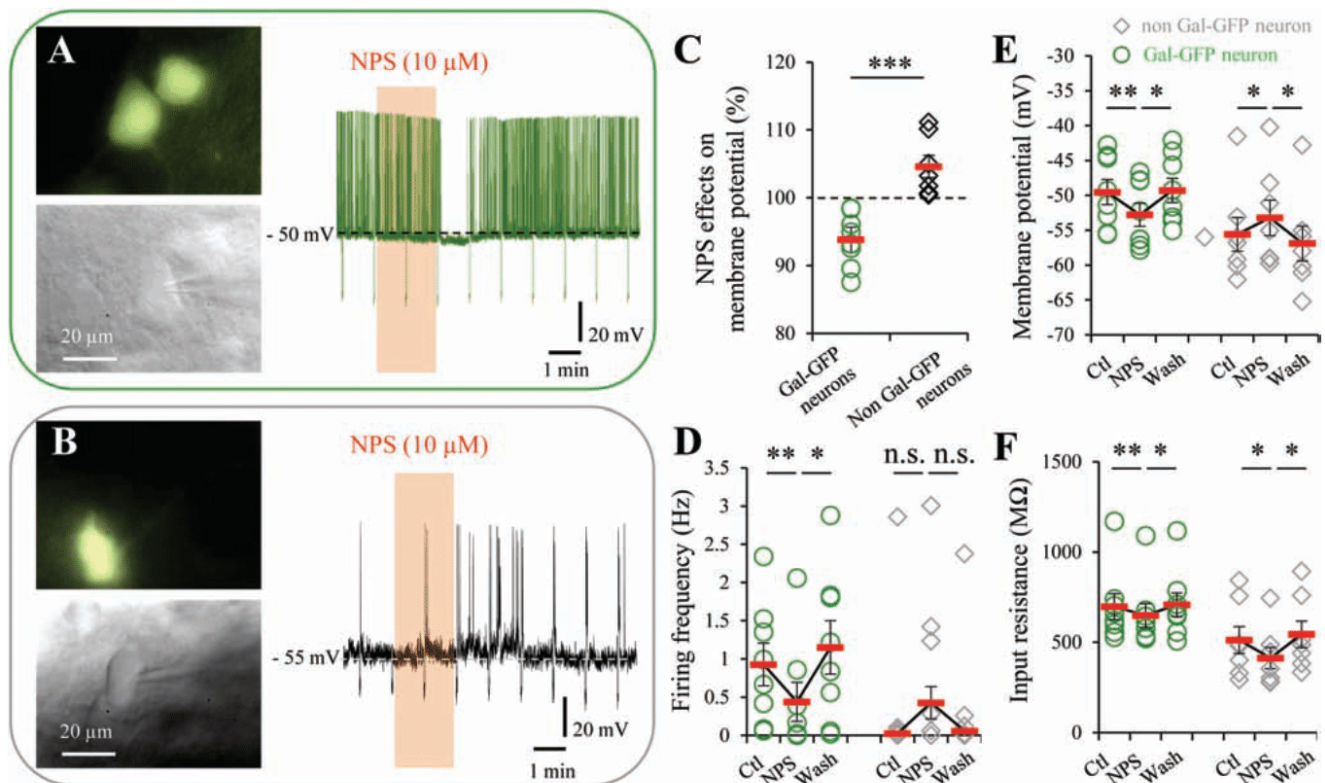 A
NPS (10 µM)
- 50 mV
20 mV
1 min
20 µm
B
NPS (10 µM)
- 55 mV
20 mV
1 min
20 µm
C
NPS effects on
membrane potential (%)
120
110
100
90
80
***
Gal-GFP
neurons
Non Gal-GFP
neurons
D
Firing frequency (Hz)
3.5
3
2.5
2
1.5
1
0.5
0
** *
n.s. n.s.
Ctl NPS Wash Ctl NPS Wash
non Gal-GFP neuron
Gal-GFP neuron
E
Membrane potential (mV)
-30
-35
-40
-45
-50
-55
-60
-65
-70
** * * *
Ctl NPS Wash Ctl NPS Wash
F
Input resistance (MΩ)
1500
1000
500
0
** * * *
Ctl NPS Wash Ctl NPS Wash